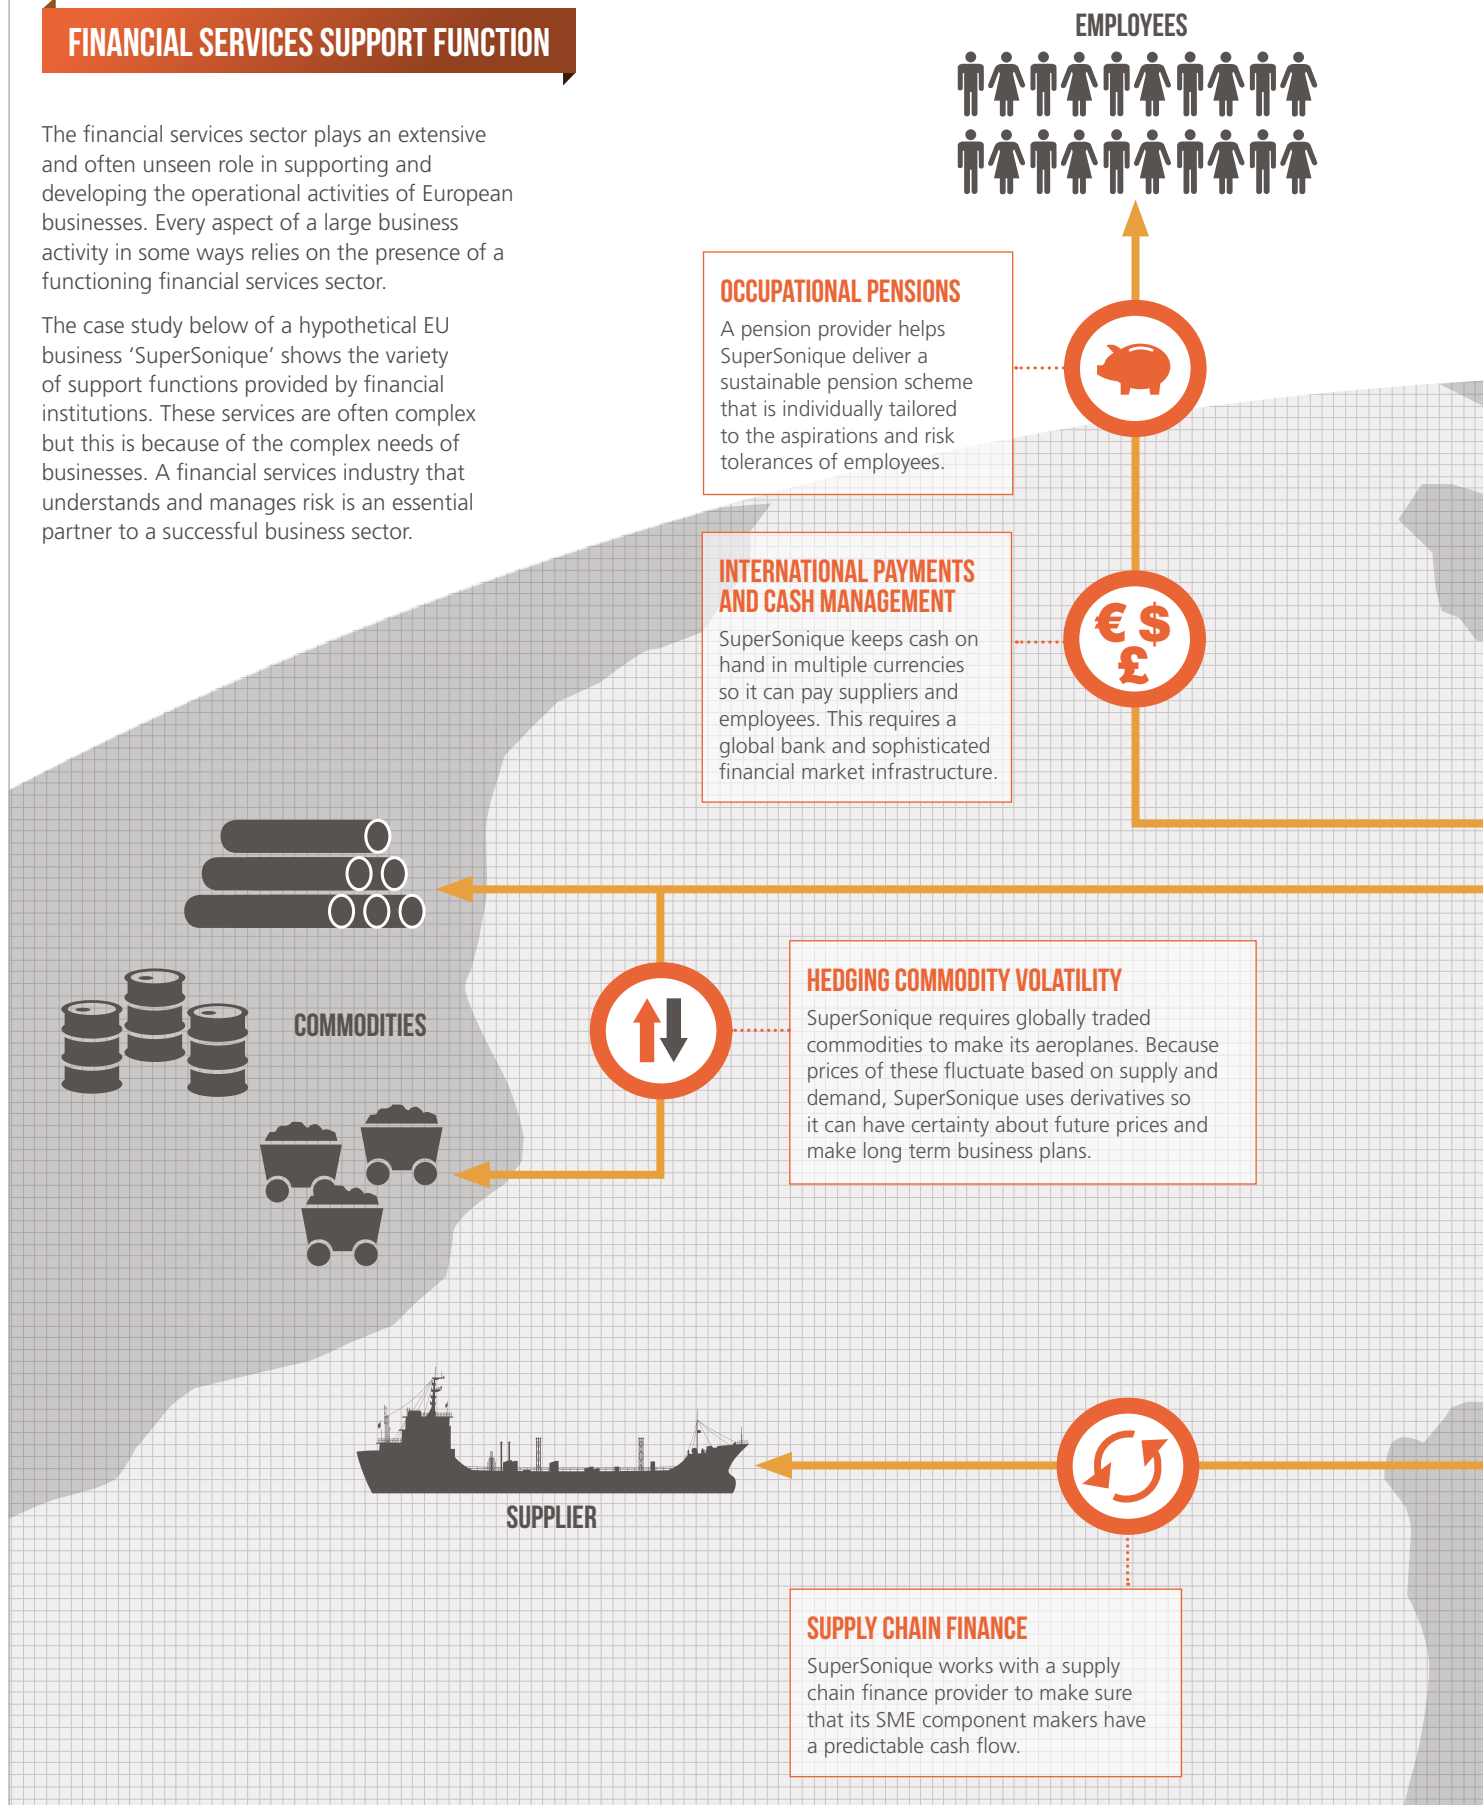 FINANCIAL SERVICES SUPPORT FUNCTION
The financial services sector plays an extensive
and often unseen role in supporting and
developing the operational activities of European
businesses. Every aspect of a large business
activity in some ways relies on the presence of a
functioning financial services sector.
The case study below of a hypothetical EU
business ‘SuperSonique’ shows the variety
of support functions provided by financial
institutions. These services are often complex
but this is because of the complex needs of
businesses. A financial services industry that
understands and manages risk is an essential
partner to a successful business sector.
EMPLOYEES
OCCUPATIONAL PENSIONS
A pension provider helps
SuperSonique deliver a
sustainable pension scheme
that is individually tailored
to the aspirations and risk
tolerances of employees.
INTERNATIONAL PAYMENTS
AND CASH MANAGEMENT
SuperSonique keeps cash on
hand in multiple currencies
so it can pay suppliers and
employees. This requires a
global bank and sophisticated
financial market infrastructure.
€ $
£
COMMODITIES
HEDGING COMMODITY VOLATILITY
SuperSonique requires globally traded
commodities to make its aeroplanes. Because
prices of these fluctuate based on supply and
demand, SuperSonique uses derivatives so
it can have certainty about future prices and
make long term business plans.
SUPPLIER
SUPPLY CHAIN FINANCE
SuperSonique works with a supply
chain finance provider to make sure
that its SME component makers have
a predictable cash flow.